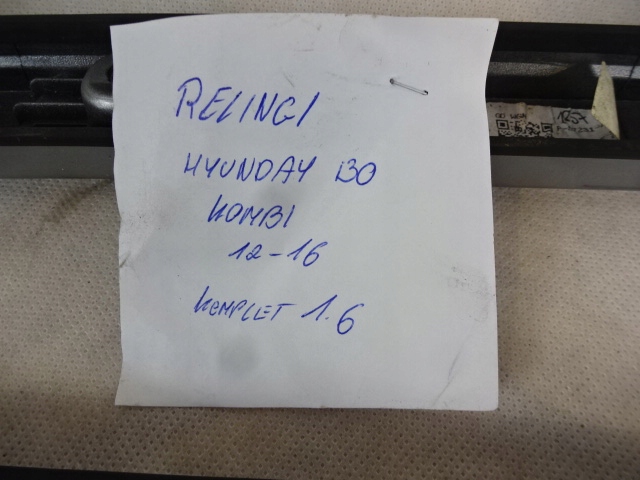 RELINGI
HYUNDAY I30
KOMBI
12-16
KOMPLET 1.6